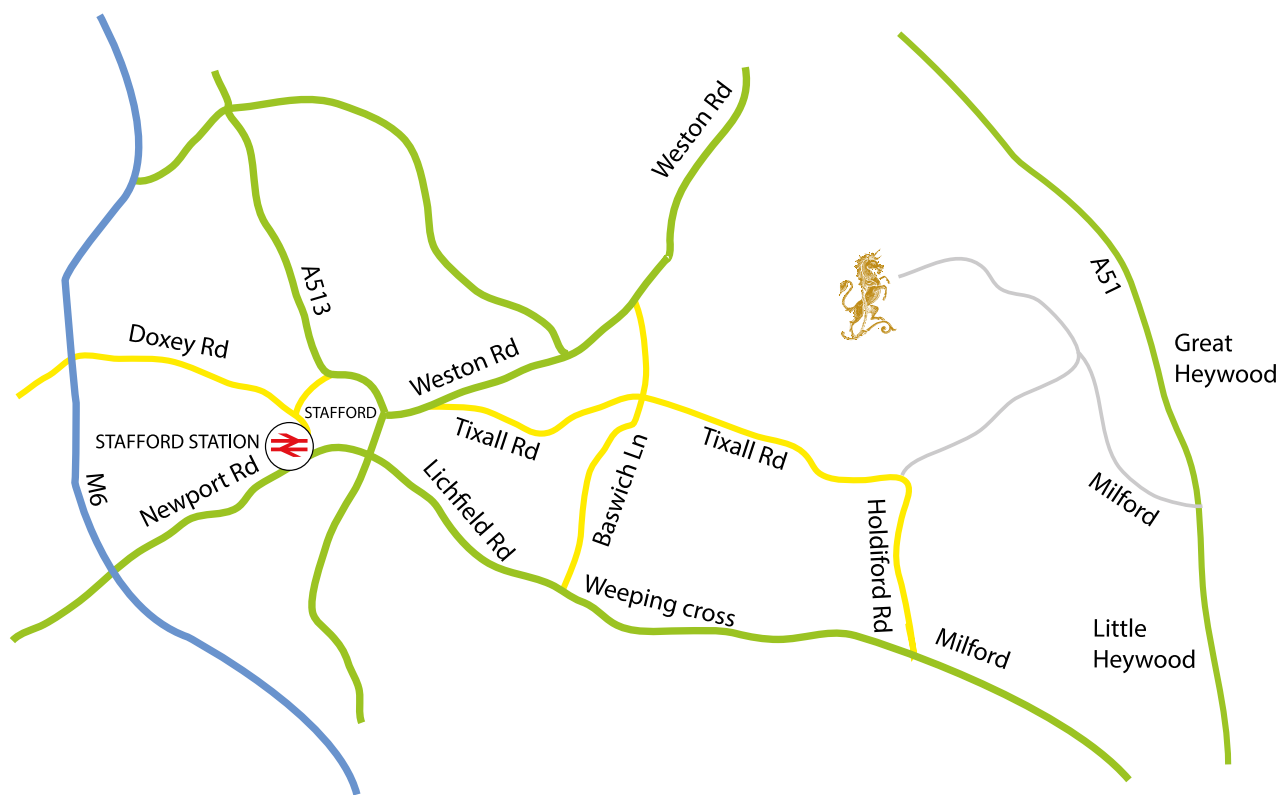 Weston Rd
A51
A513
Doxey Rd
Great
Heywood
Weston Rd
STAFFORD
STAFFORD STATION
Tixall Rd
Tixall Rd
Newport Rd
M6
Lichfield Rd
Baswich Ln
Milford
Holdiford Rd
Weeping cross
Milford
Little
Heywood